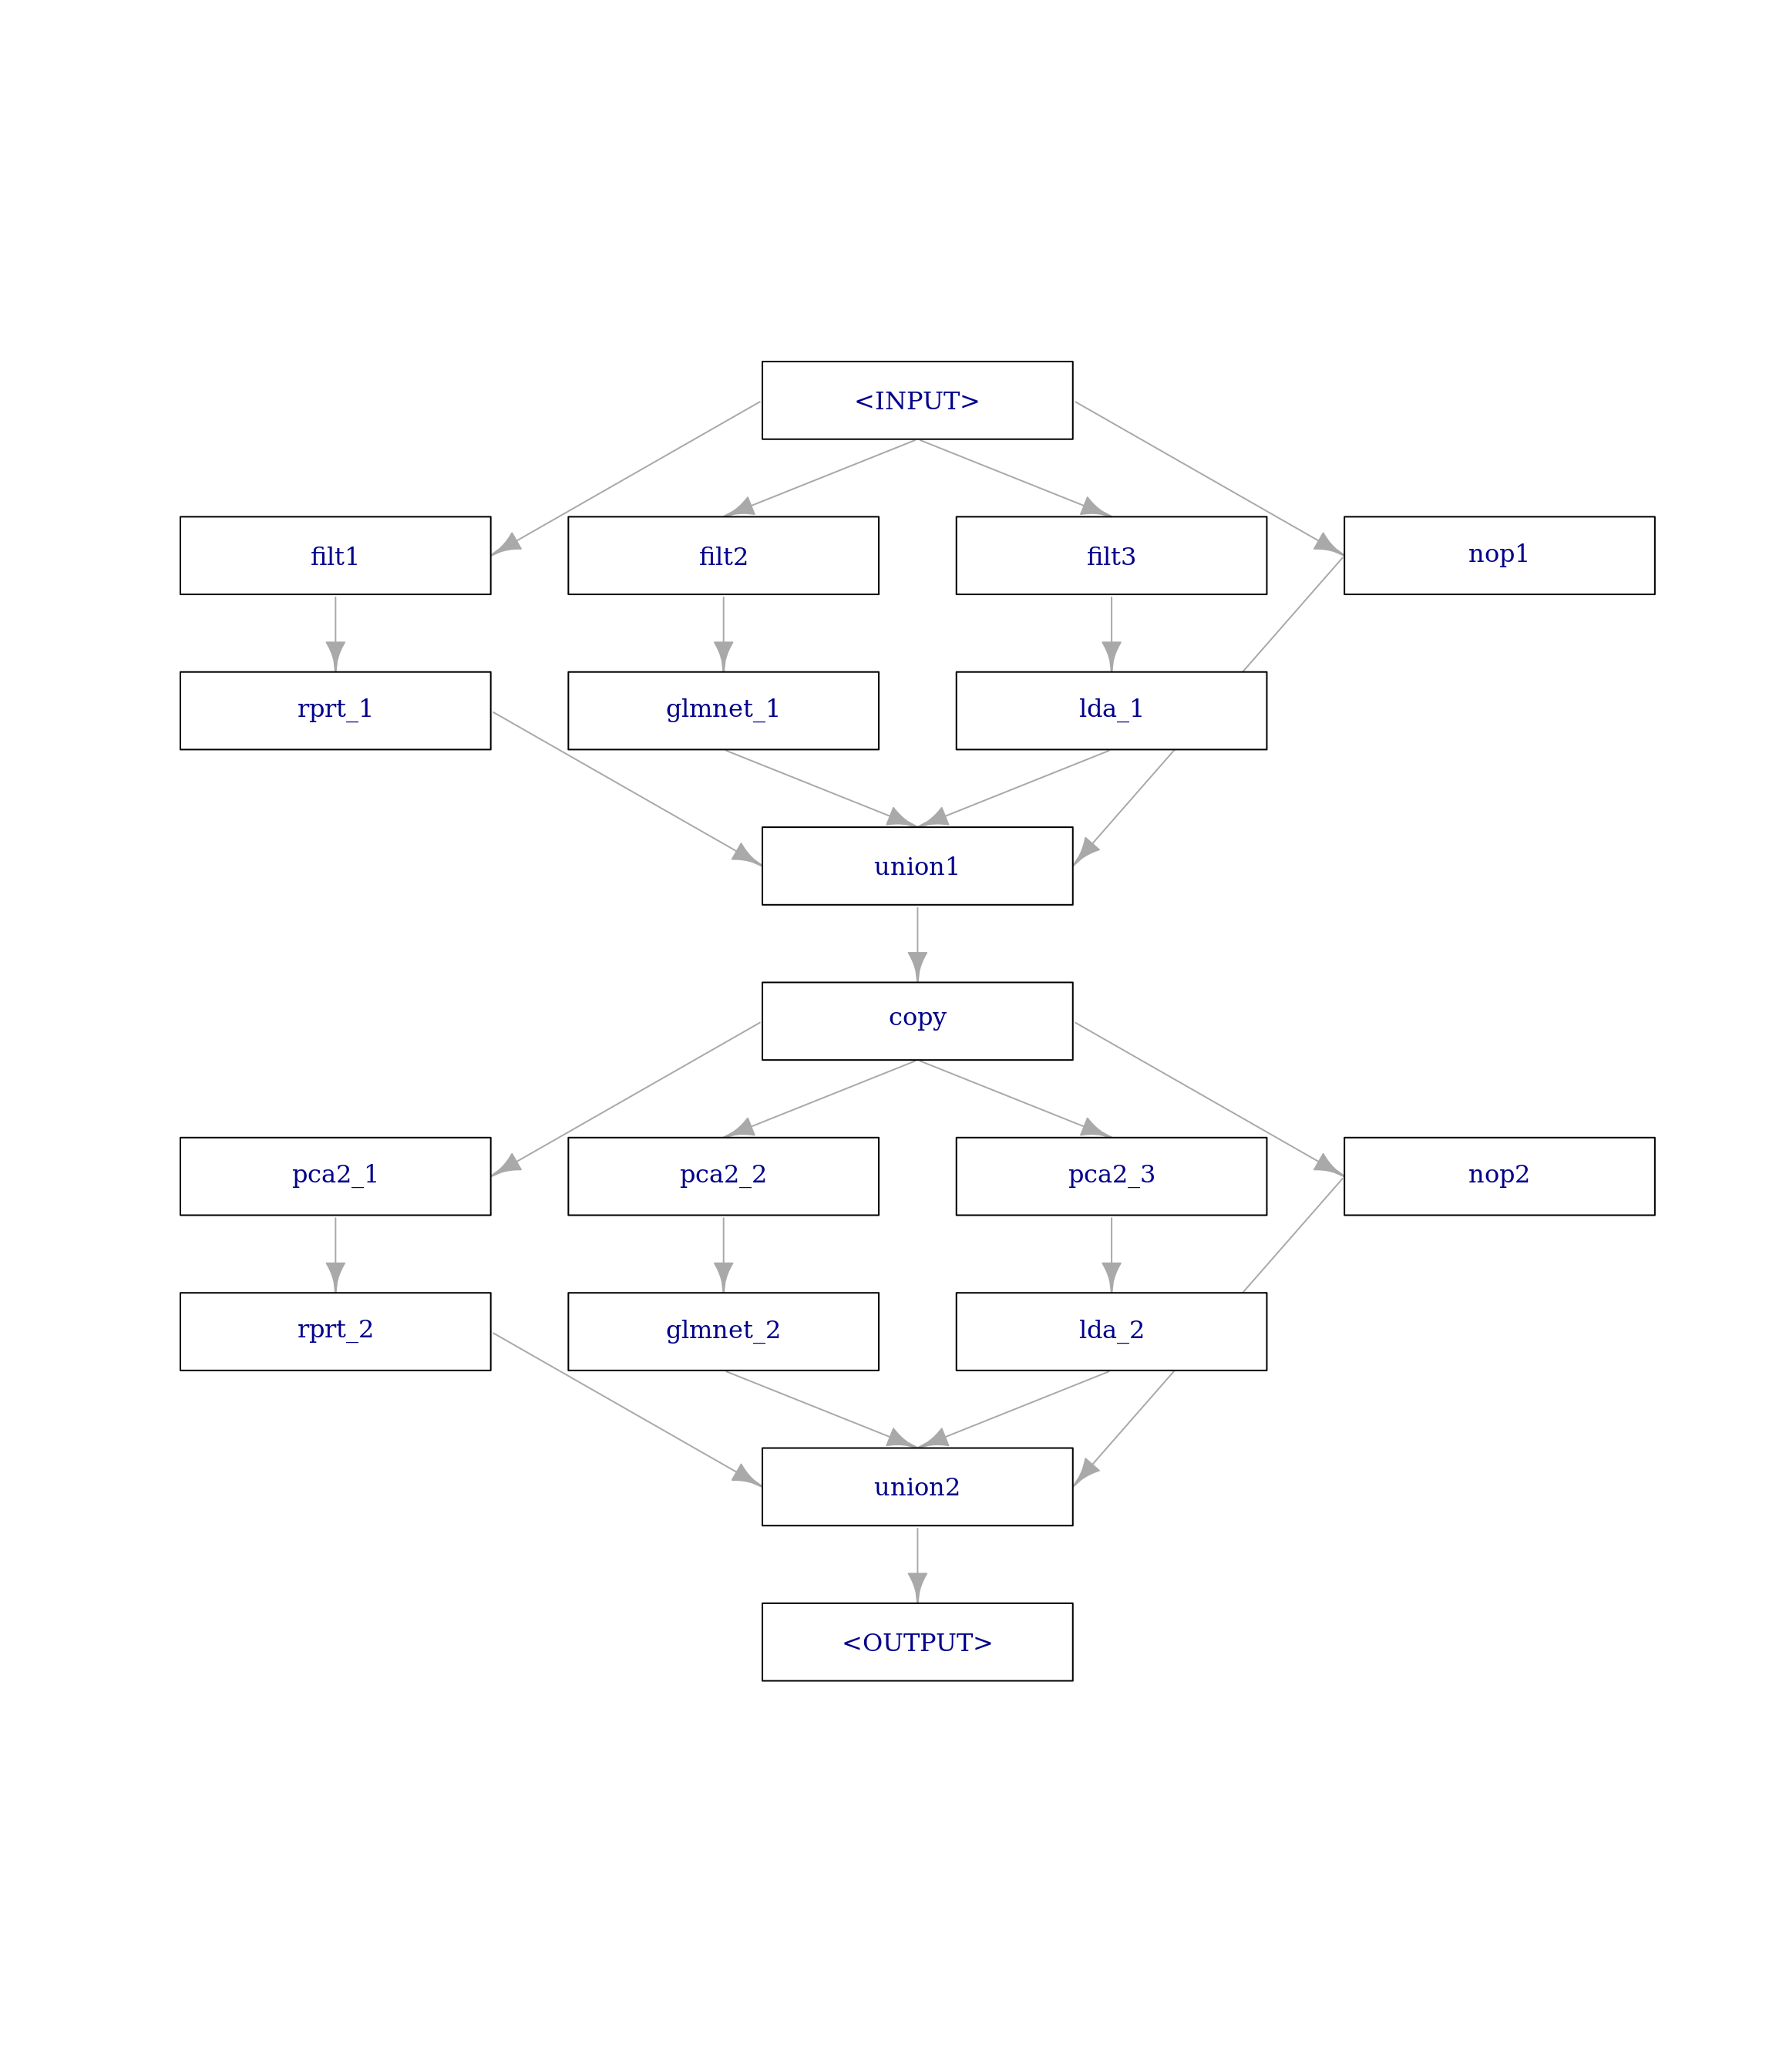 <INPUT>
filt1
filt2
filt3
nop1
rprt_1
glmnet_1
lda_1
union1
copy
pca2_1
pca2_2
pca2_3
nop2
rprt_2
glmnet_2
lda_2
union2
<OUTPUT>